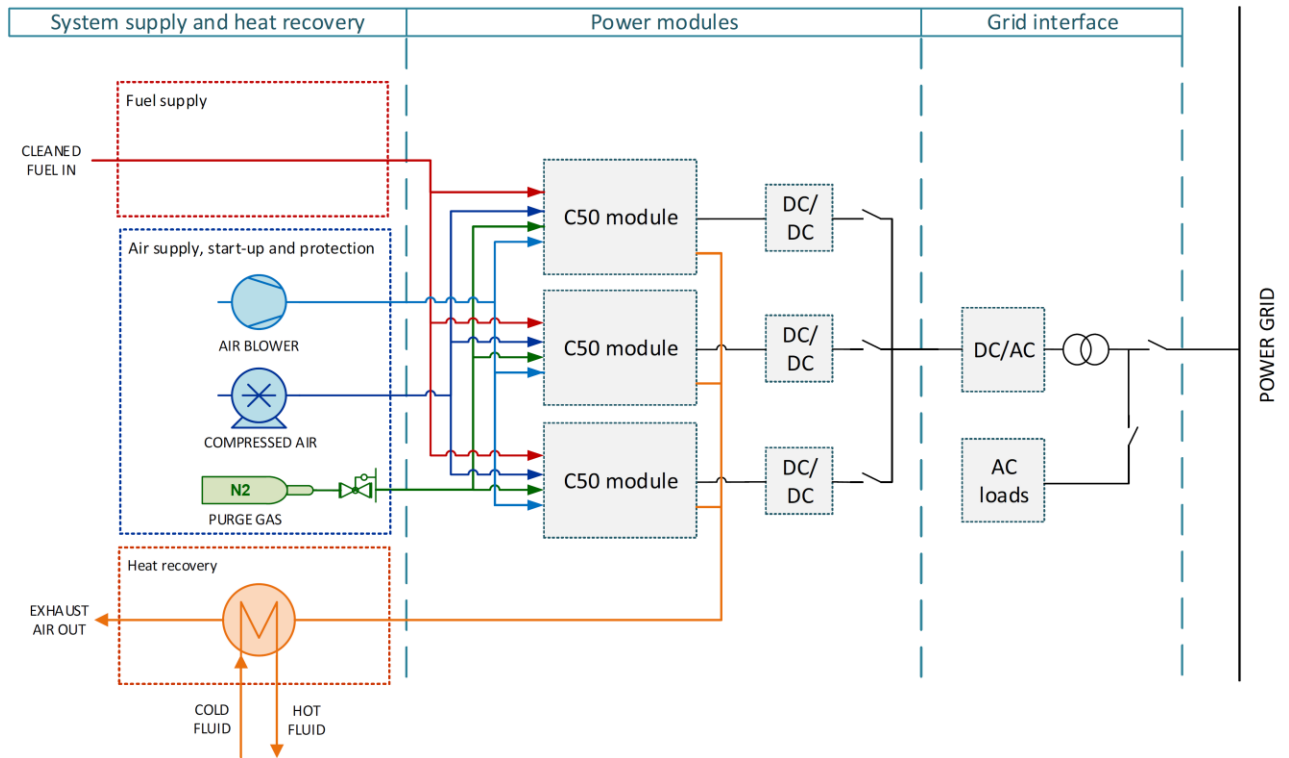 System supply and heat recovery
Power modules
Grid interface
Fuel supply
CLEANED
FUEL IN
Air supply, start-up and protection
AIR BLOWER
COMPRESSED AIR
N2
PURGE GAS
Heat recovery
EXHAUST
AIR OUT
COLD
FLUID
HOT
FLUID
C50 module
DC/
DC
C50 module
DC/
DC
C50 module
DC/
DC
DC/AC
AC
loads
POWER GRID